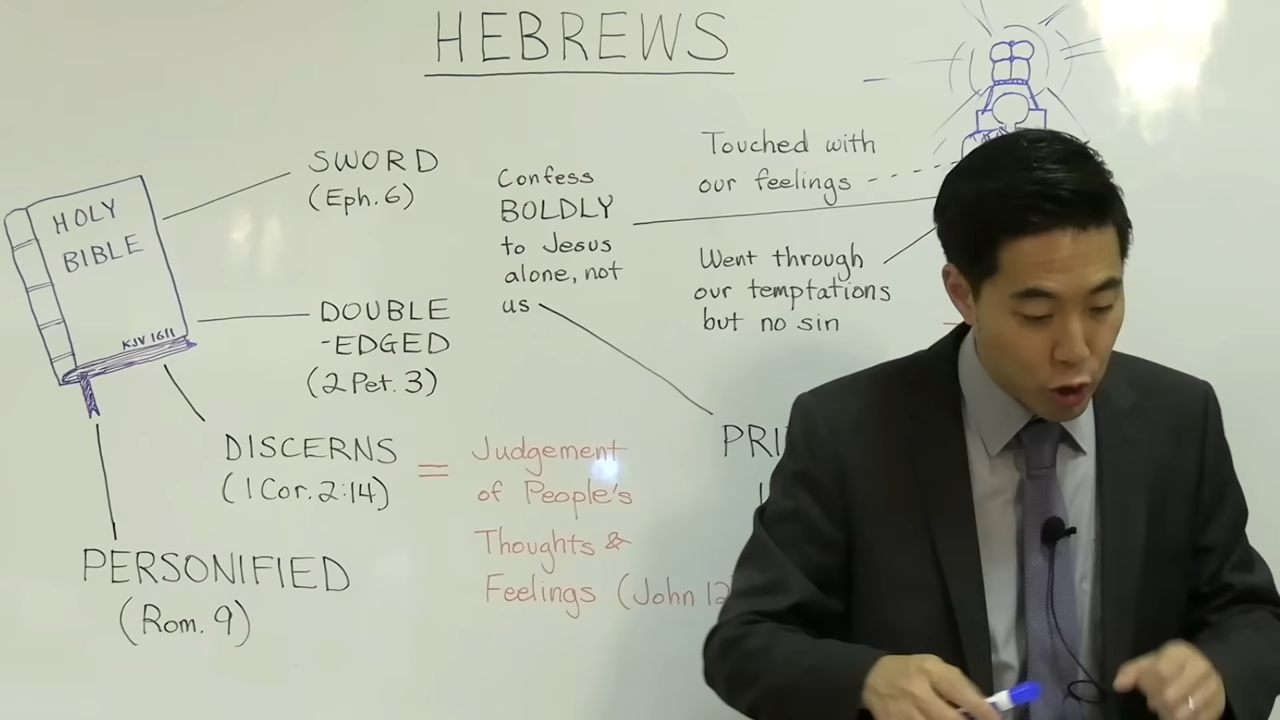 HEBREWS
HOLY
BIBLE
KJV 1611
SWORD
(Eph. 6)
DOUBLE
-EDGED
(2 Pet. 3)
DISCERNS
(1 Cor. 2:14)
=
Judgement
of People's
Thoughts &
Feelings (John 12
PERSONIFIED
(Rom. 9)
Confess
BOLDLY
to Jesus
alone, not
us
Touched with
our feelings
Went through
our temptations
but no sin